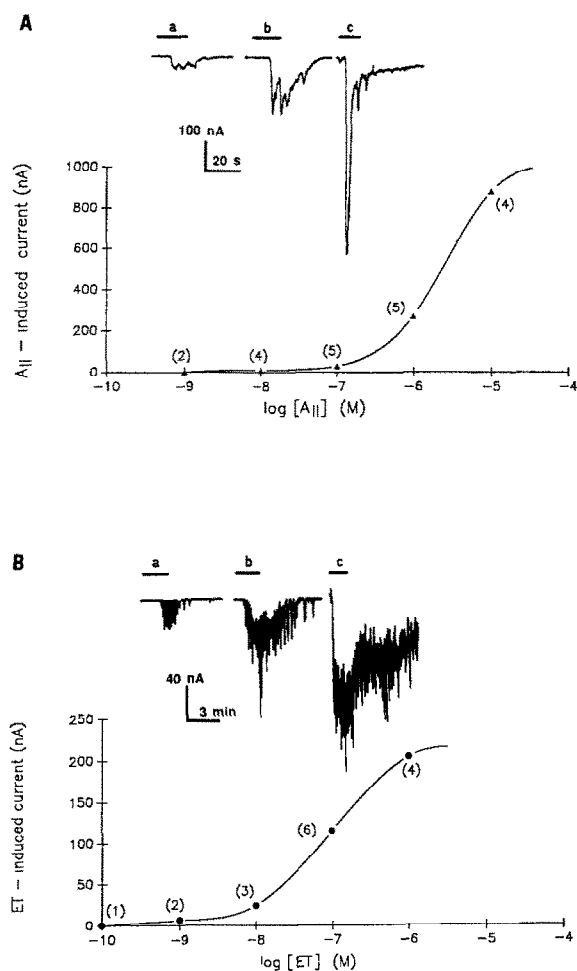 A
a b c
100 nA
20 s
A|| – induced current (nA)
1000
800
600
400
200
0
(2) (4) (5) (5) (4)
-10 -9 -8 -7 -6 -5 -4
log [A||] (M)
B
a b c
40 nA
3 min
ET – induced current (nA)
250
200
150
100
50
0
(1) (2) (3) (6) (4)
-10 -9 -8 -7 -6 -5 -4
log [ET] (M)